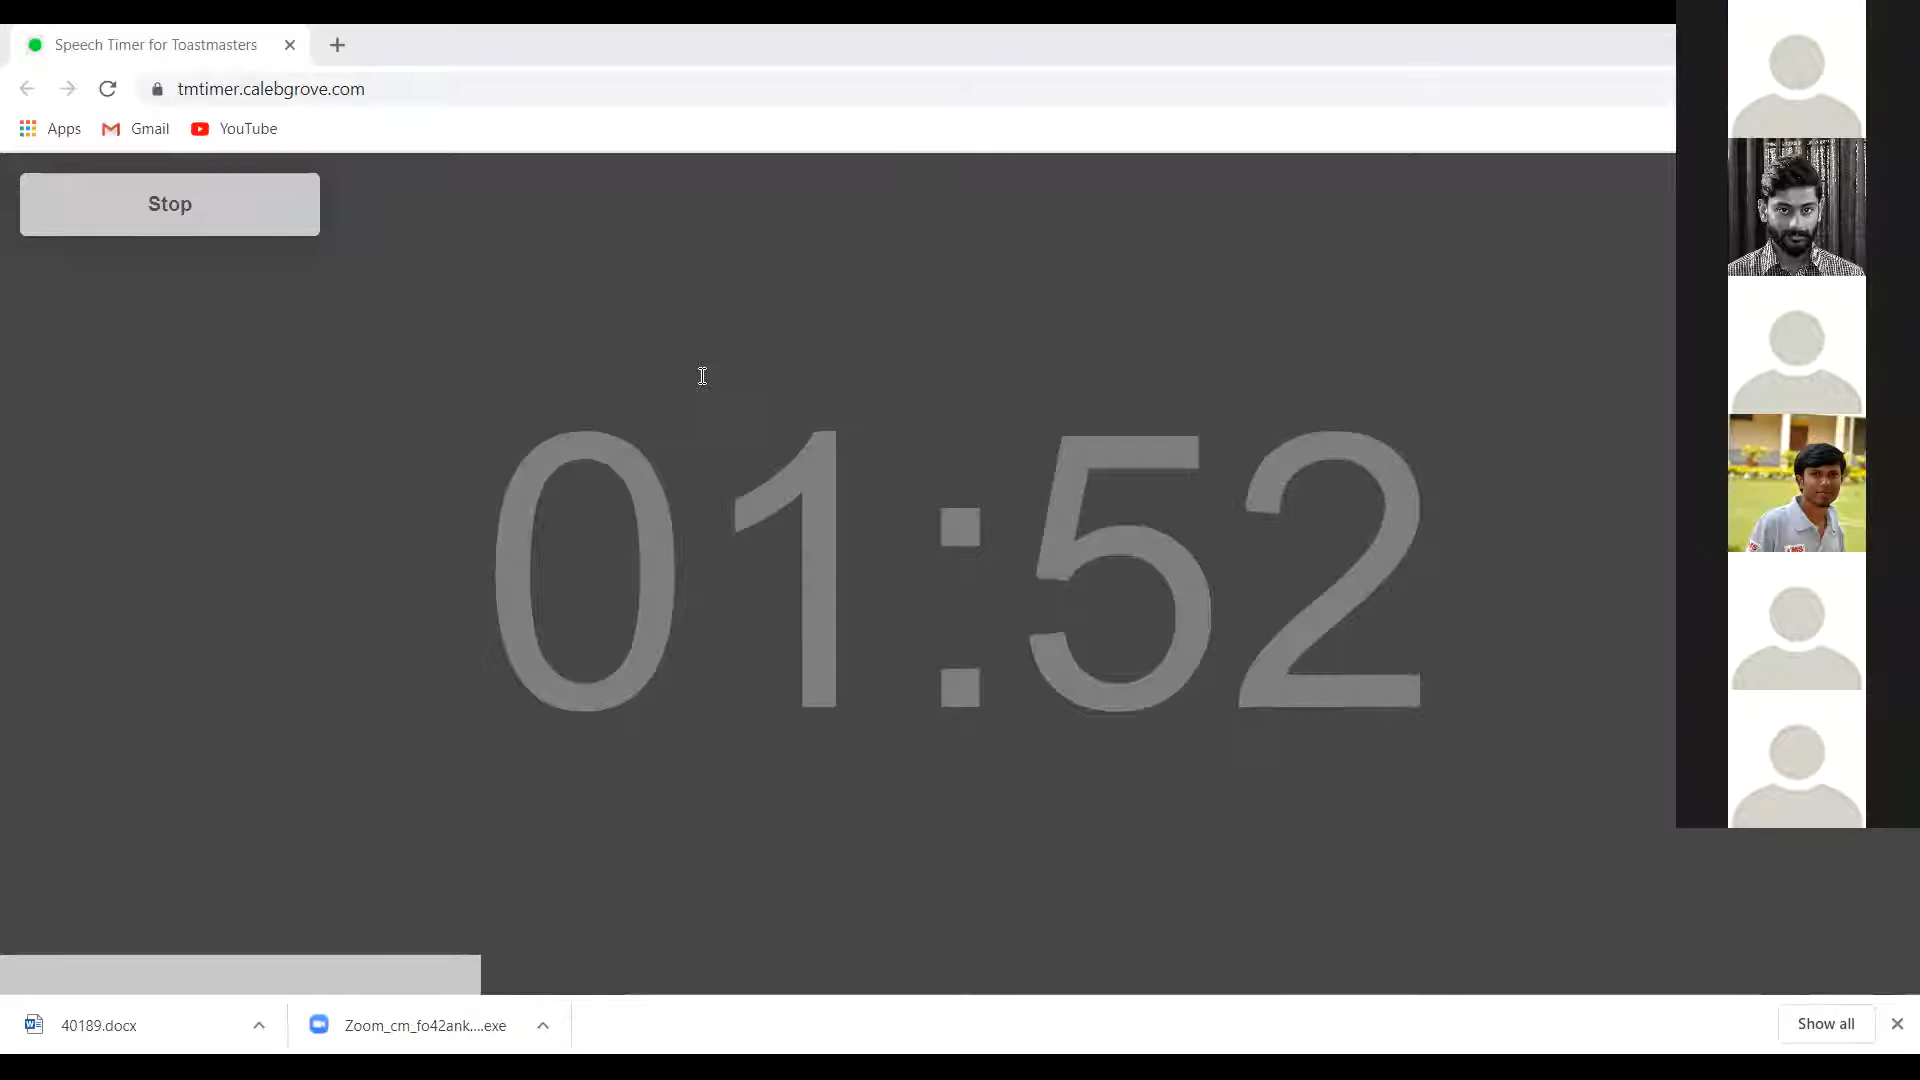 Speech Timer for Toastmasters
tmtimer.calebgrove.com
Apps Gmail YouTube
Stop
01:52
40189.docx Zoom_cm_fo42ank....exe Show all